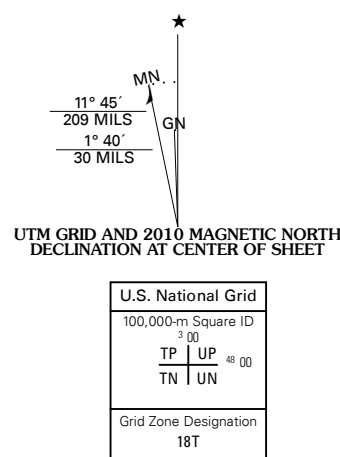 ★
MN
11° 45´
209 MILS
GN
1° 40´
30 MILS
UTM GRID AND 2010 MAGNETIC NORTH
DECLINATION AT CENTER OF SHEET
U.S. National Grid
100,000-m Square ID
3 00
TP UP 48 00
TN UN
Grid Zone Designation
18T